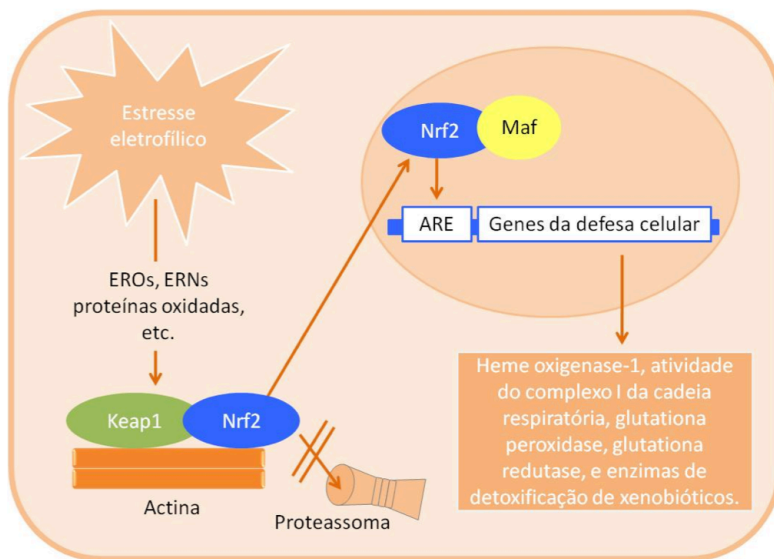 Estresse
eletrofílico
EROs, ERNs
proteínas oxidadas,
etc.
Keap1
Nrf2
Actina
Proteassoma
Nrf2
Maf
ARE
Genes da defesa celular
Heme oxigenase-1, atividade
do complexo I da cadeia
respiratória, glutationa
peroxidase, glutationa
redutase, e enzimas de
detoxificação de xenobióticos.